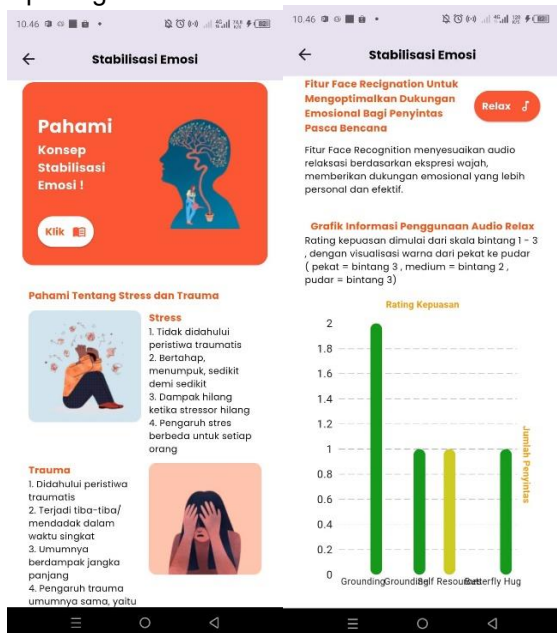 10.46
Stabilisasi Emosi
Pahami
Konsep
Stabilisasi
Emosi !
Klik
Pahami Tentang Stress dan Trauma
Stress
1. Tidak didahului
peristiwa traumatis
2. Bertahap,
menumpuk, sedikit
demi sedikit
3. Dampak hilang
ketika stressor hilang
4. Pengaruh stres
berbeda untuk setiap
orang
Trauma
1. Didahului peristiwa
traumatis
2. Terjadi tiba-tiba/
mendadak dalam
waktu singkat
3. Umumnya
berdampak jangka
panjang
4. Pengaruh trauma
umumnya sama, yaitu
10.46
Stabilisasi Emosi
Fitur Face Recignation Untuk
Mengoptimalkan Dukungan
Emosional Bagi Penyintas
Pasca Bencana
Relax
Fitur Face Recognition menyesuaikan audio
relaksasi berdasarkan ekspresi wajah,
memberikan dukungan emosional yang lebih
personal dan efektif.
Grafik Informasi Penggunaan Audio Relax
Rating kepuasan dimulai dari skala bintang 1 - 3
, dengan visualisasi warna dari pekat ke pudar
( pekat = bintang 3 , medium = bintang 2 ,
pudar = bintang 3)
Rating Kepuasan
2
1.8
1.6
1.4
1.2
1
0.8
0.6
0.4
0.2
0
Jumlah Penyintas
Grounding
Grounding
Self
Butterfly Hug